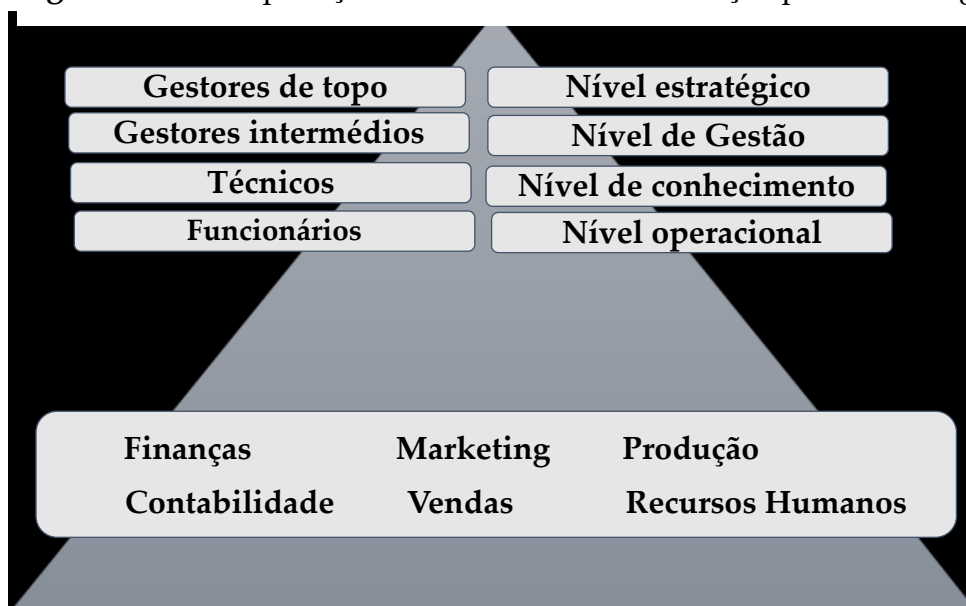 Gestores de topo Nível estratégico
Gestores intermédios Nível de Gestão
Técnicos Nível de conhecimento
Funcionários Nível operacional
Finanças Marketing Produção
Contabilidade Vendas Recursos Humanos